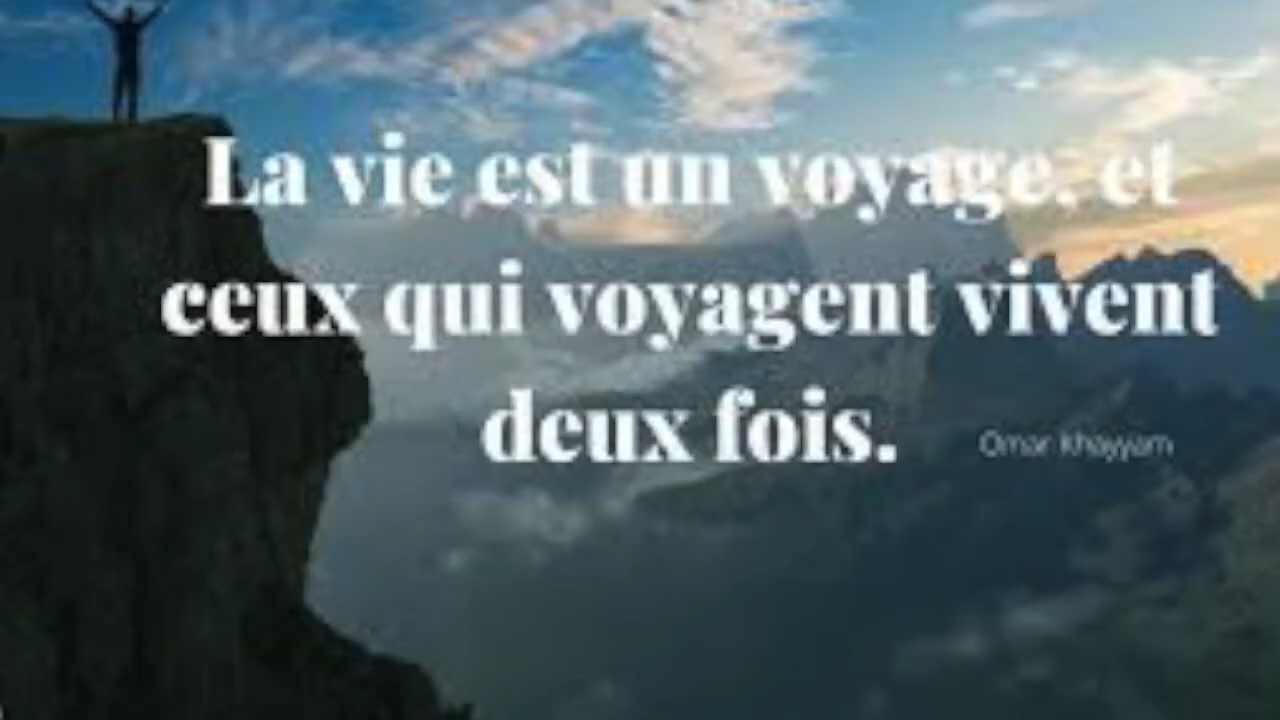 La vie est un voyage, et
ceux qui voyagent vivent
deux fois.
Omar Khayyam